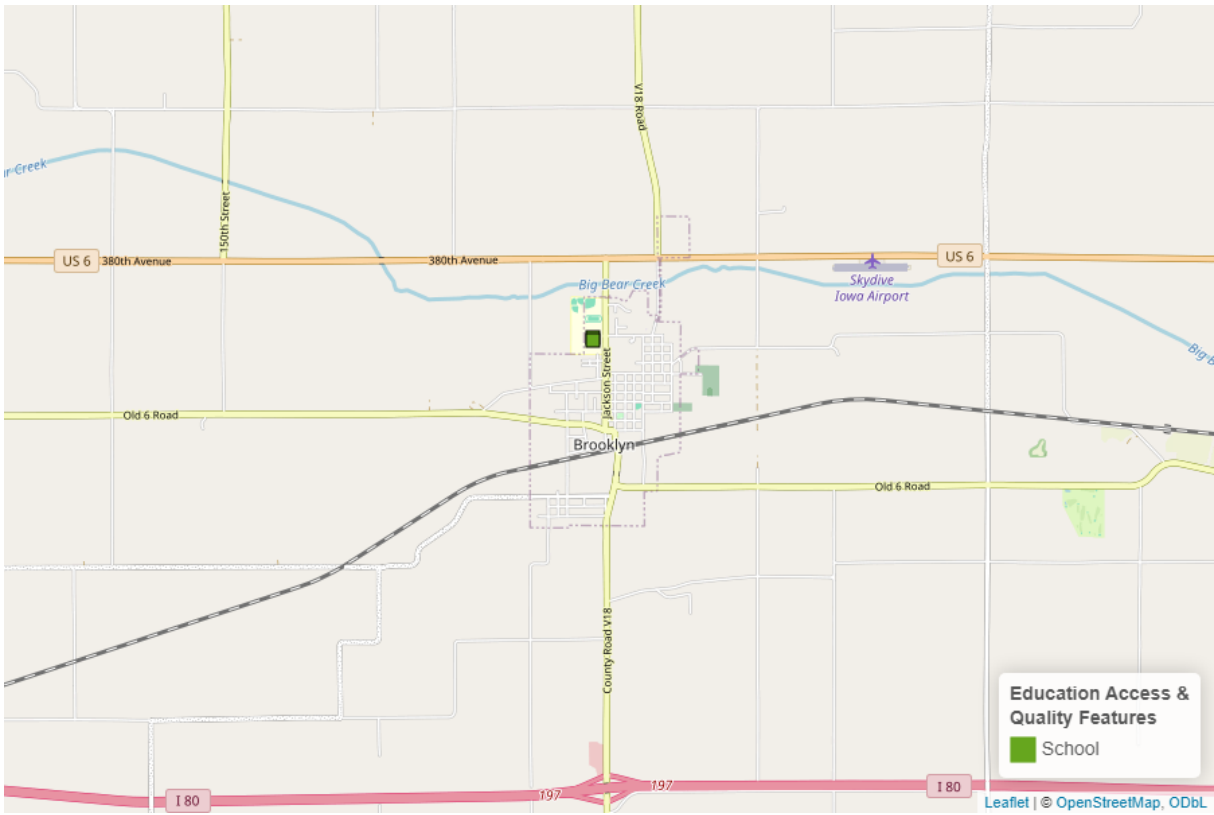 V18 Road
ar Creek
150th Street
US 6
380th Avenue
380th Avenue
US 6
Skydive
Iowa Airport
Big Bear Creek
Big B
Jackson Street
Old 6 Road
Brooklyn
Old 6 Road
County Road V18
Education Access &
Quality Features
School
197
197
I 80
I 80
Leaflet | © OpenStreetMap, ODbL